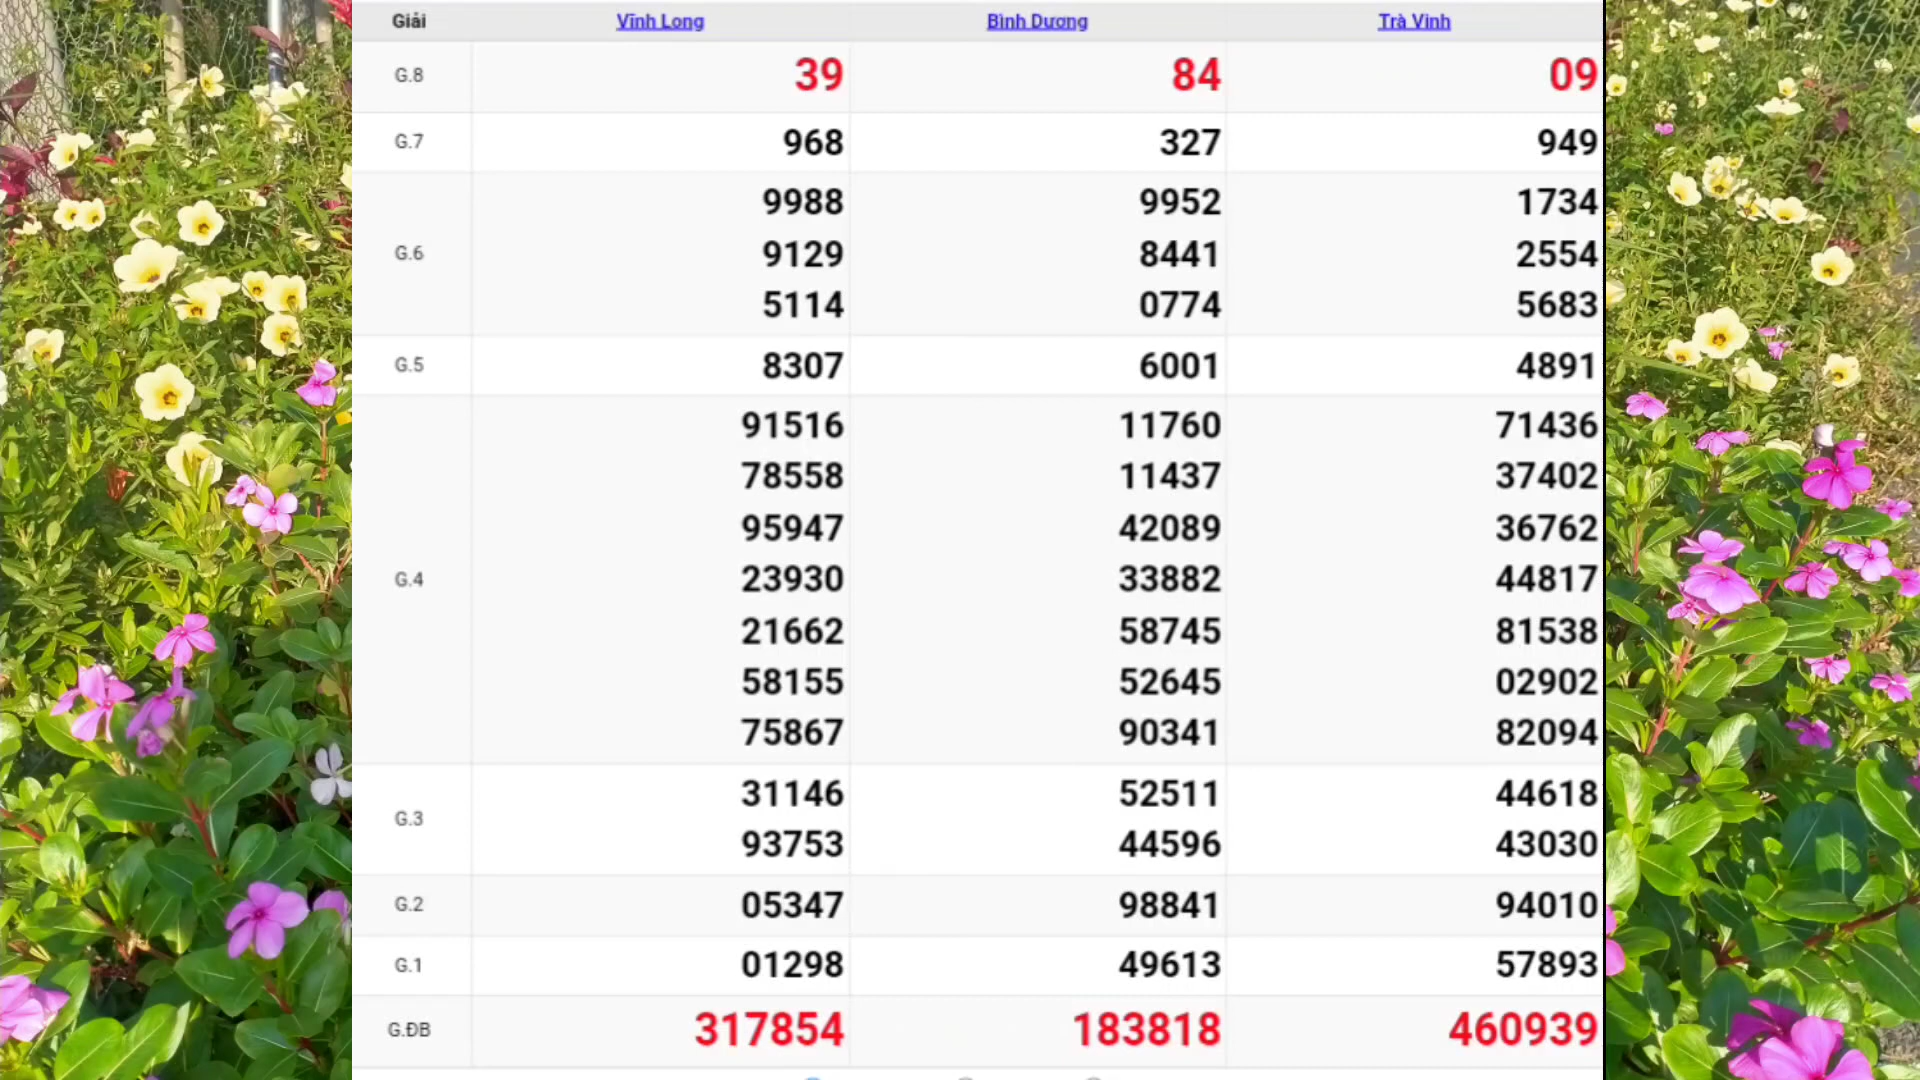 Giải Vĩnh Long Bình Dương Trà Vinh
G.8 39 84 09
G.7 968 327 949
9988 9952 1734
G.6 9129 8441 2554
5114 0774 5683
G.5 8307 6001 4891
91516 11760 71436
78558 11437 37402
95947 42089 36762
G.4 23930 33882 44817
21662 58745 81538
58155 52645 02902
75867 90341 82094
G.3
31146 52511 44618
93753 44596 43030
G.2 05347 98841 94010
G.1 01298 49613 57893
G.ĐB 317854 183818 460939